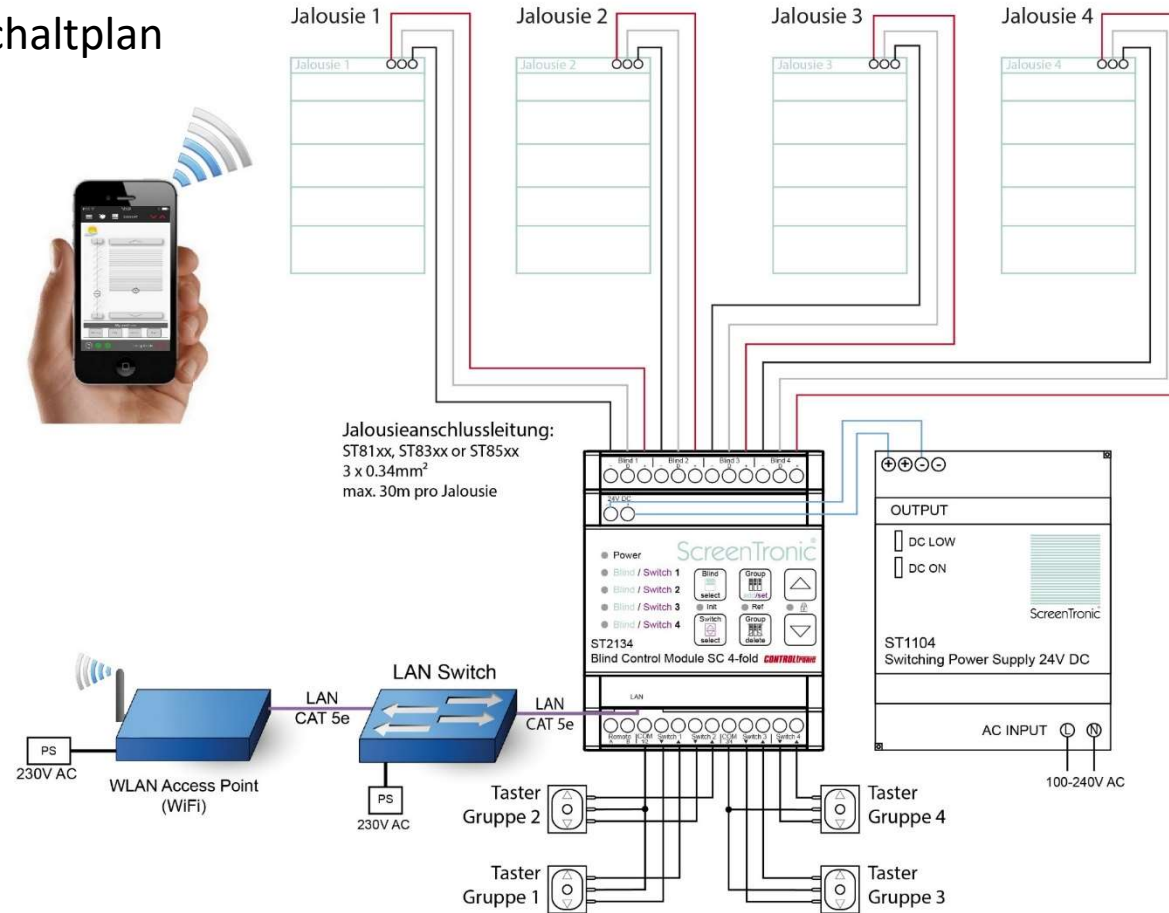 chaltplan
Jalousie 1
Jalousie 2
Jalousie 3
Jalousie 4
Jalousie 1
Jalousie 2
Jalousie 3
Jalousie 4
Jalousieanschlussleitung:
ST81xx, ST83xx or ST85xx
3 x 0.34mm²
max. 30m pro Jalousie
Blind 1 Blind 2 Blind 3 Blind 4
- D + - D + - D + - D +
24V DC
ScreenTronic
Power
Blind / Switch 1
Blind / Switch 2
Blind / Switch 3
Blind / Switch 4
Blind
select
Group
add/set
Init
Ref
Switch
select
Group
delete
ST2134
Blind Control Module SC 4-fold CONTROLtronic
LAN
Remote COM Switch 1 Switch 2 COM Switch 3 Switch 4
+ + - -
OUTPUT
DC LOW
DC ON
ScreenTronic
ST1104
Switching Power Supply 24V DC
AC INPUT L N
100-240V AC
LAN Switch
LAN
CAT 5e
LAN
CAT 5e
PS
230V AC
WLAN Access Point
(WiFi)
PS
230V AC
Taster
Gruppe 2
Taster
Gruppe 4
Taster
Gruppe 1
Taster
Gruppe 3